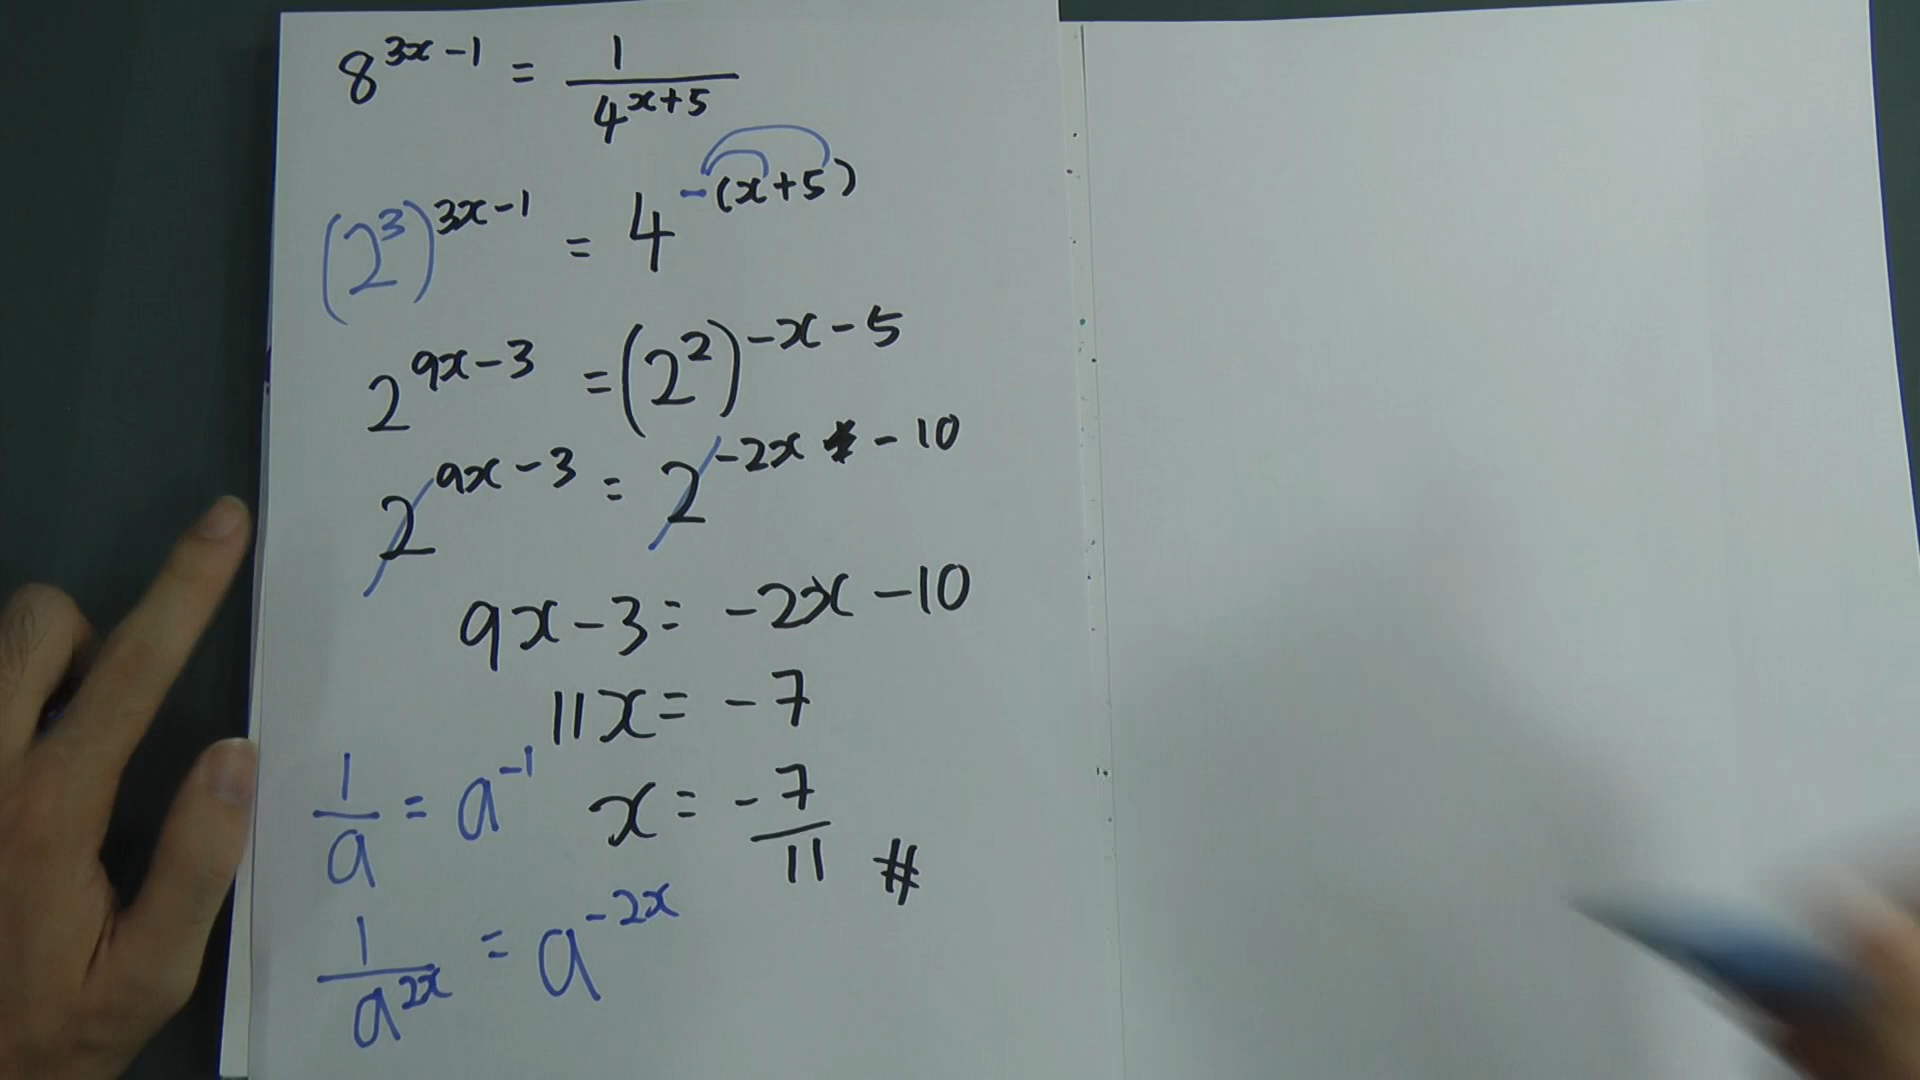 8^(3x-1) = 1/4^(x+5)
(2^3)^(3x-1) = 4^(-(x+5))
2^(9x-3) = (2^2)^(-x-5)
2^(9x-3) = 2^(-2x -10)
9x-3 = -2x-10
11x = -7
1/a = a^(-1)
x = -7/11 #
1/a^(2x) = a^(-2x)